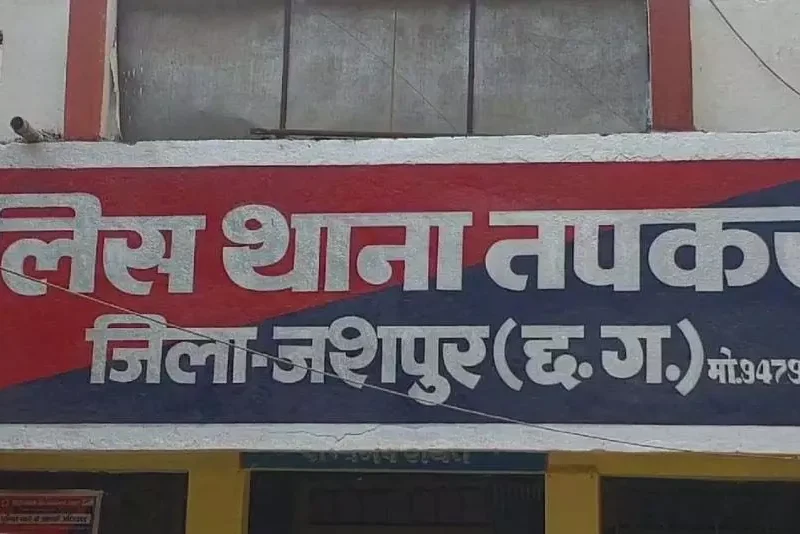 लिस थाना तपक
जिला-जशपुर (छ.ग.) मो.9479